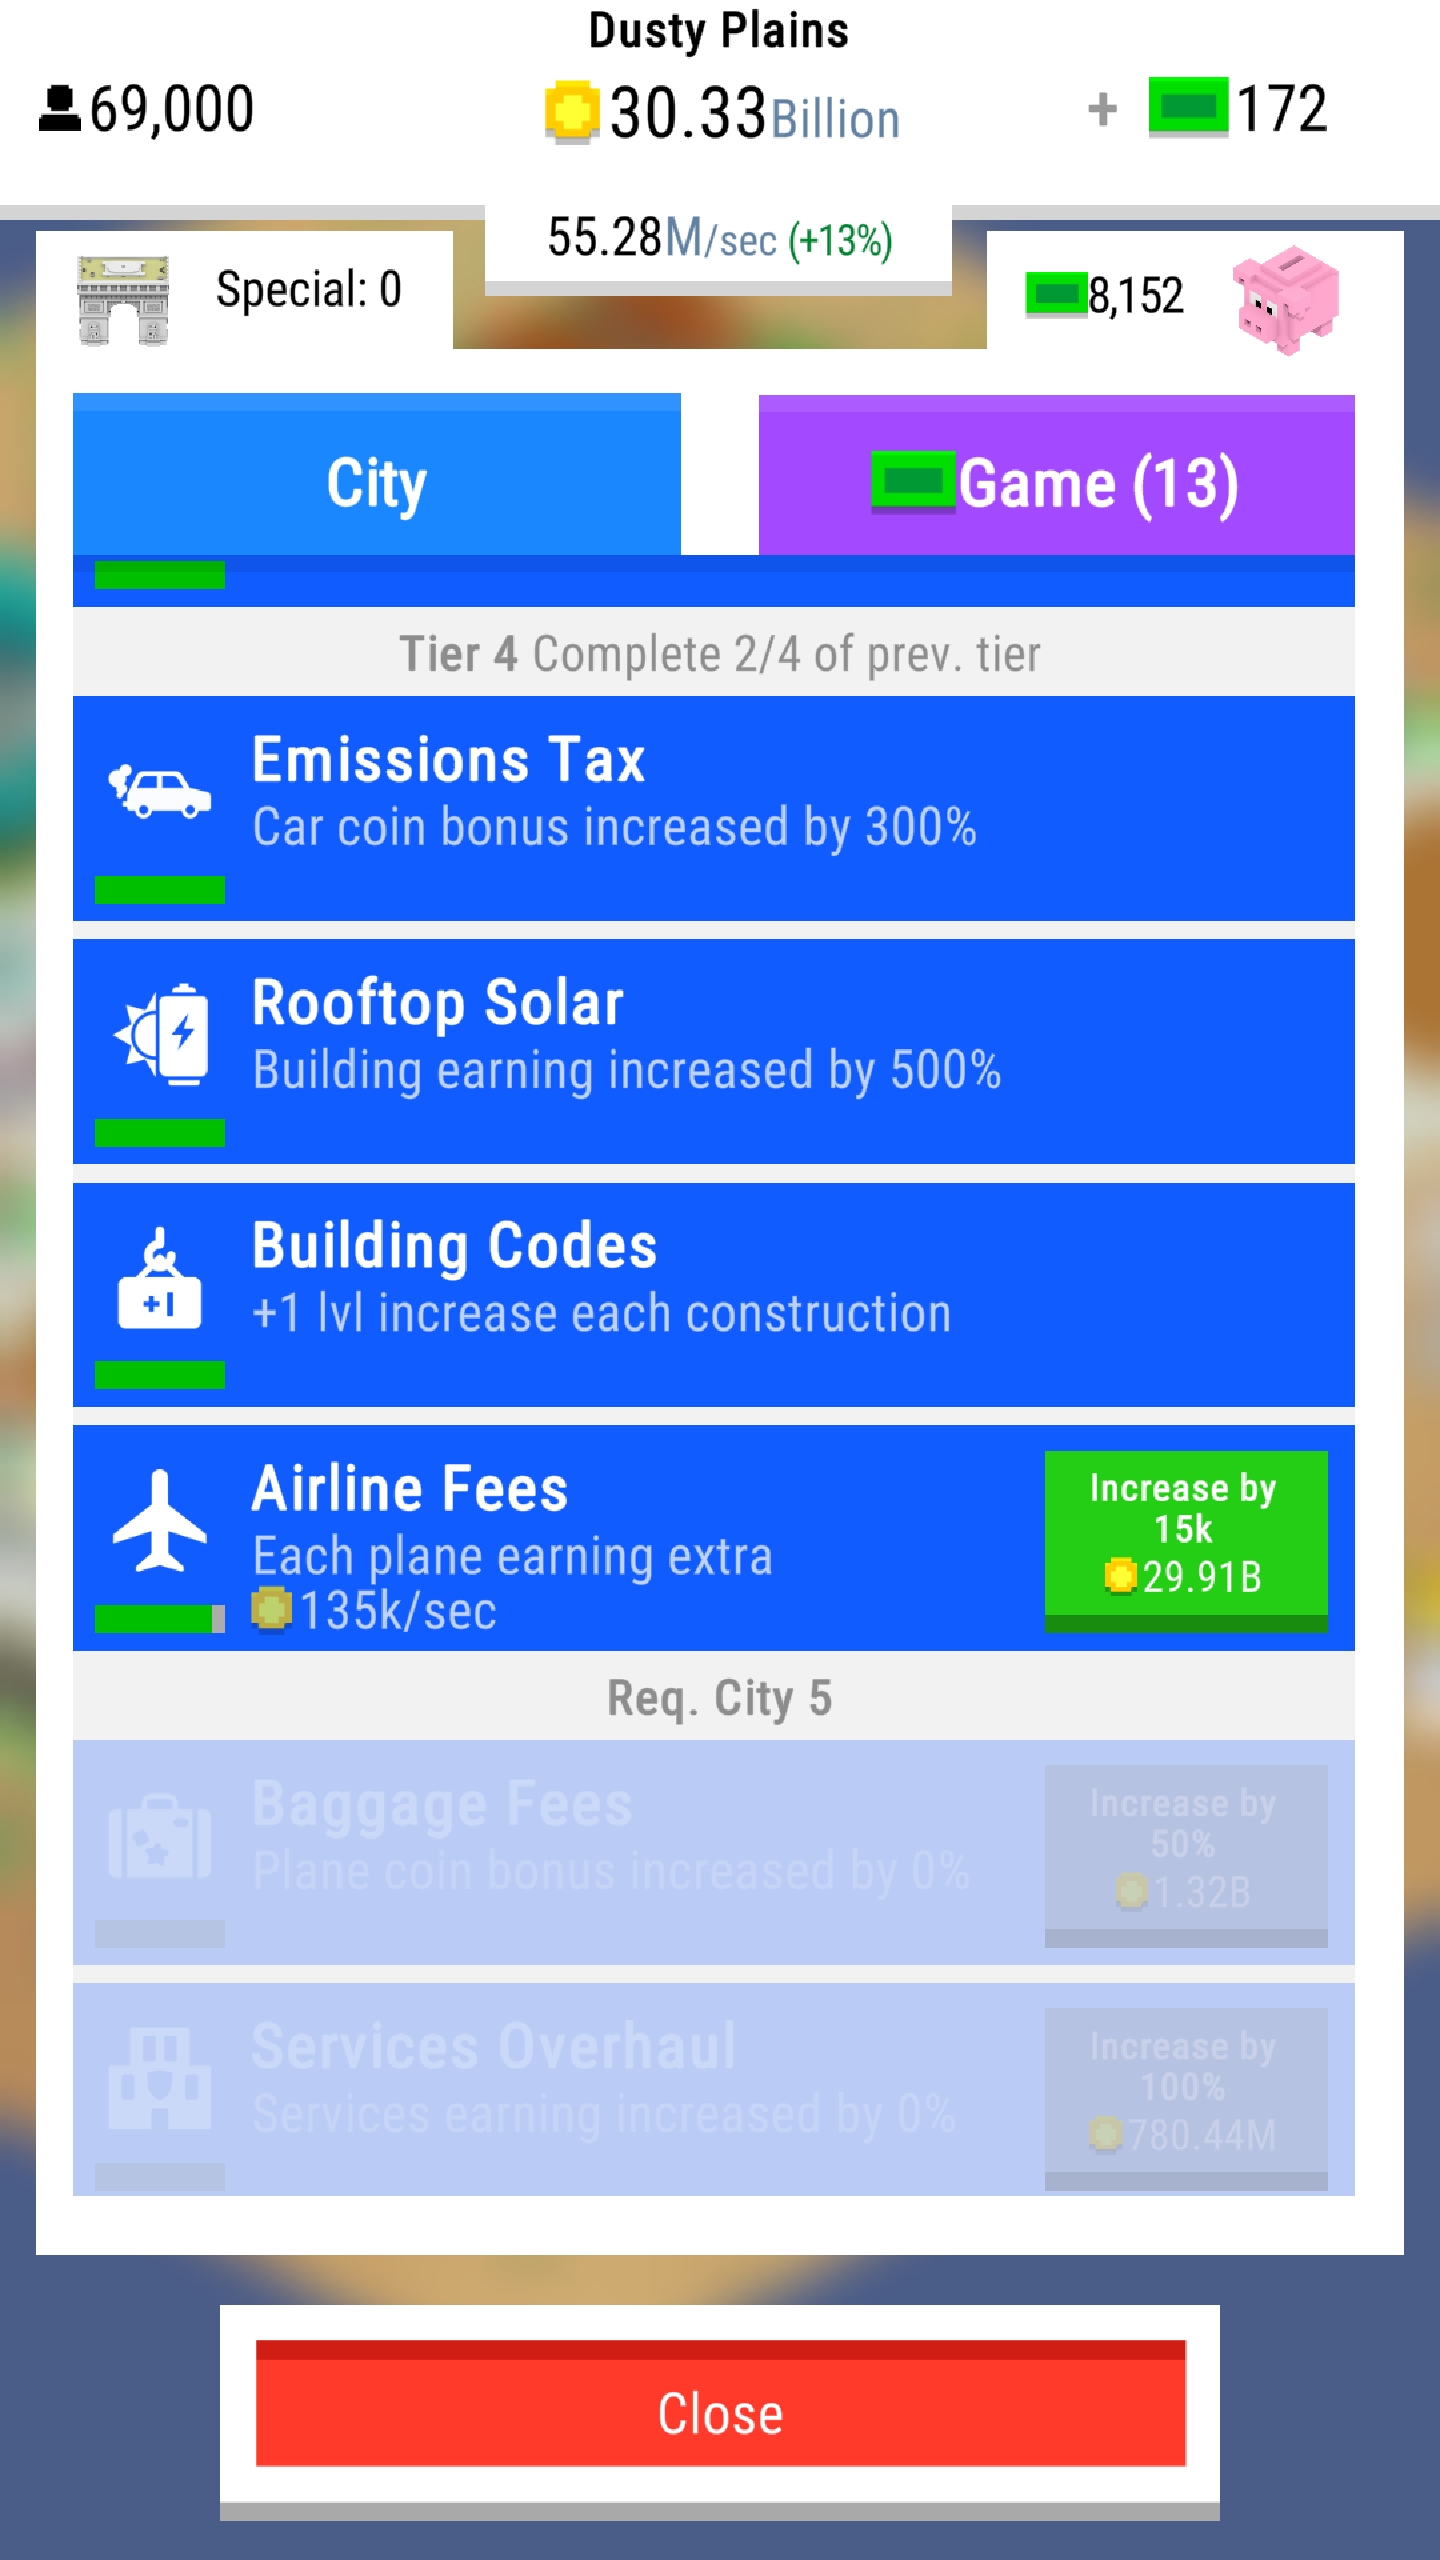 Dusty Plains
69,000
30.33Billion
+ 172
55.28M/sec (+13%)
Special: 0
8,152
City
Game (13)
Tier 4 Complete 2/4 of prev. tier
Emissions Tax
Car coin bonus increased by 300%
Rooftop Solar
Building earning increased by 500%
Building Codes
+1 lvl increase each construction
+1
Airline Fees
Each plane earning extra
135k/sec
Increase by
15k
29.91B
Req. City 5
Baggage Fees
Plane coin bonus increased by 0%
Increase by
50%
1.32B
Services Overhaul
Services earning increased by 0%
Increase by
100%
780.44M
Close